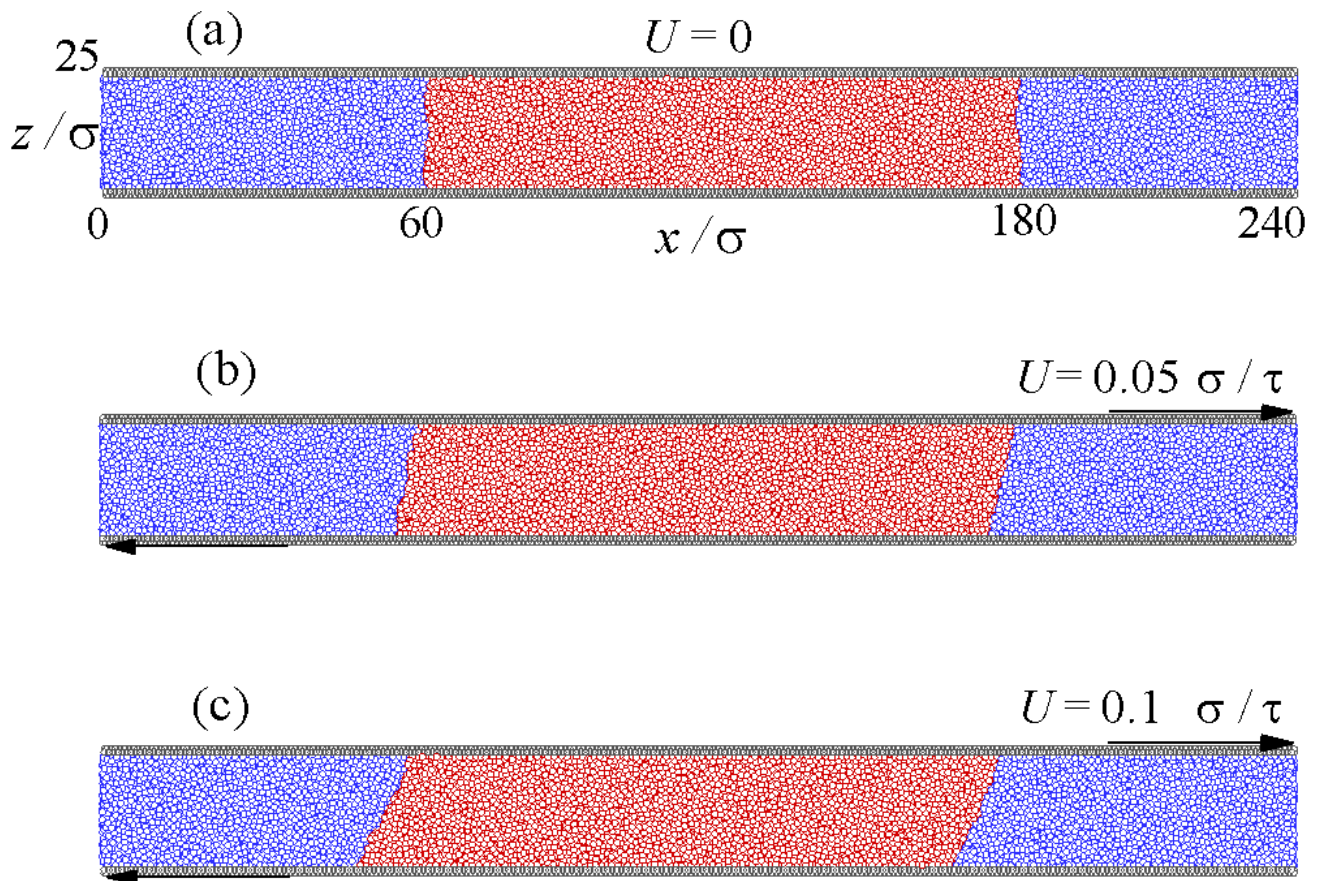 (a)
U = 0
25
z / σ
0
60
x / σ
180
240
(b)
U = 0.05 σ / τ
(c)
U = 0.1 σ / τ